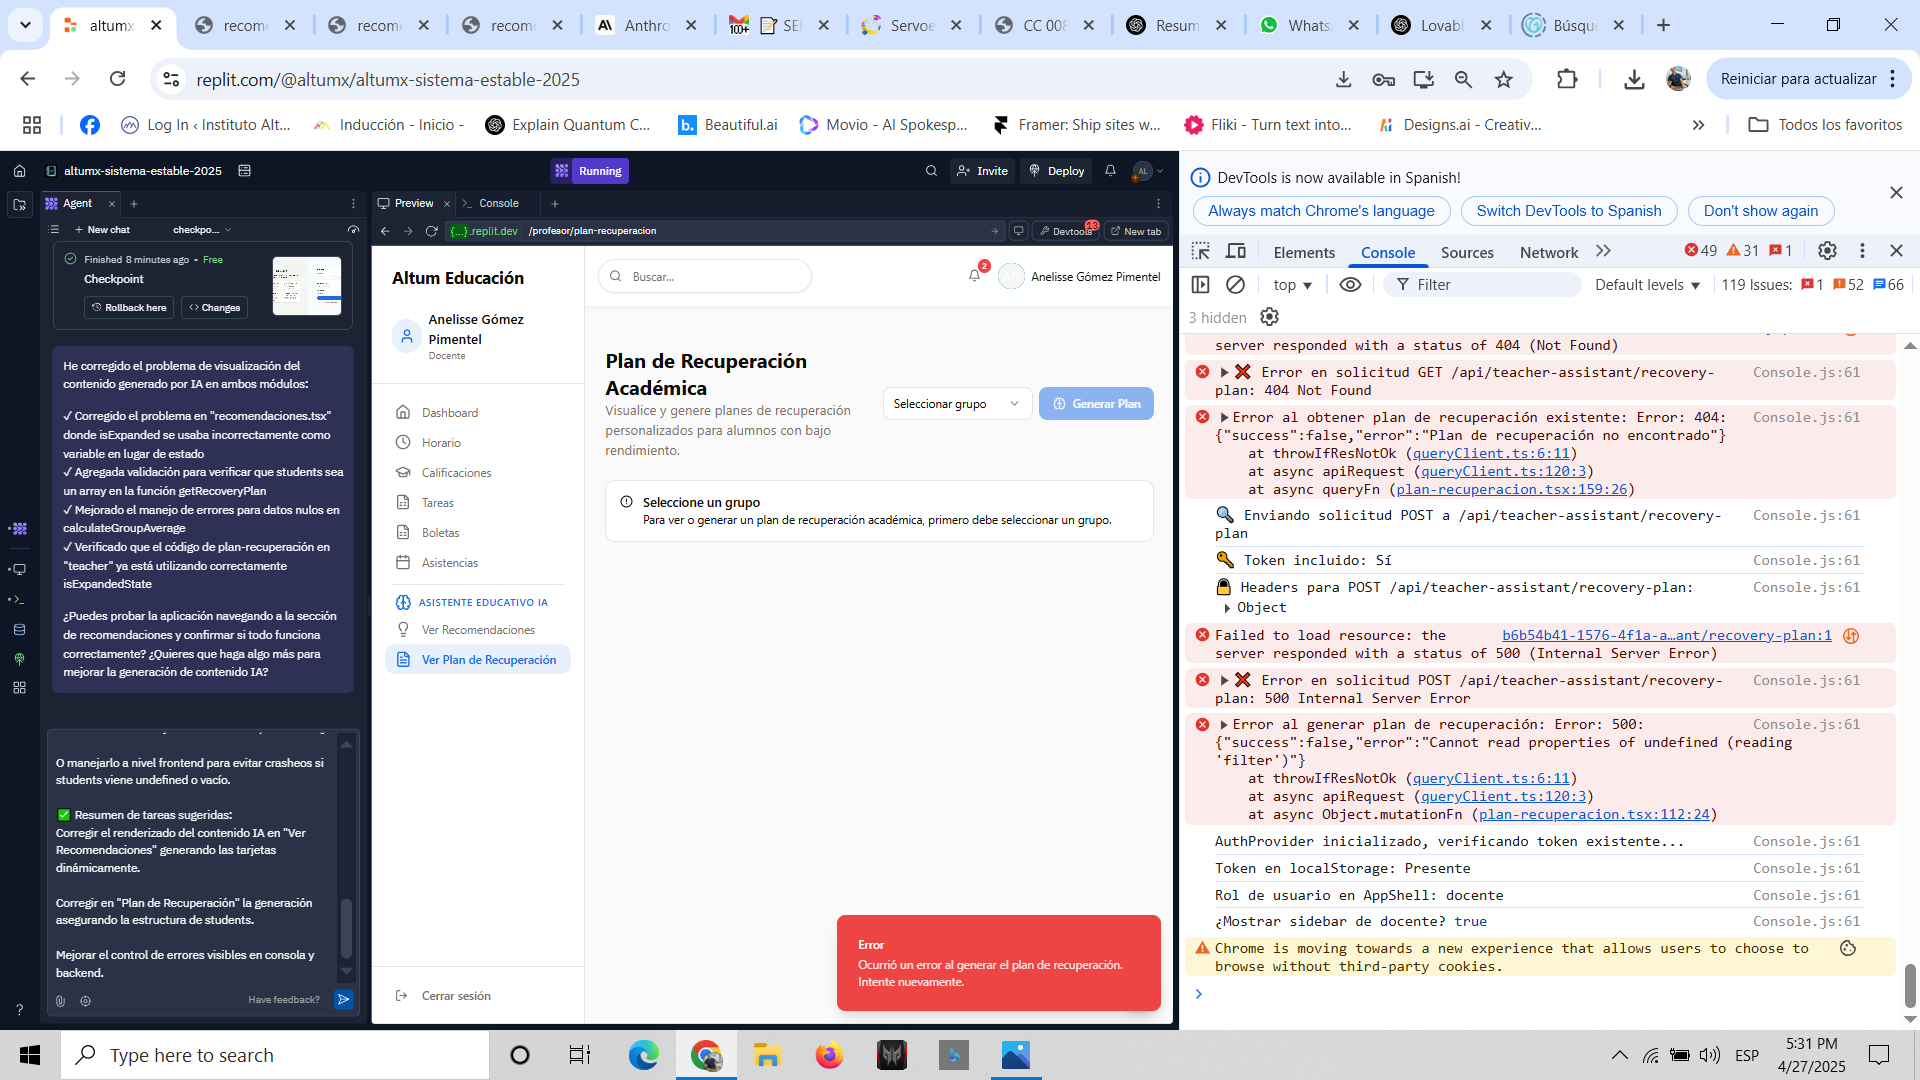 altumx
recome
recome
recome
Anthro
SEI
Servoe
CC 008
Resum
Whats
Lovabl
Búsqu
replit.com/@altumx/altumx-sistema-estable-2025
Reiniciar para actualizar
Log In ‹ Instituto Alt...
Inducción - Inicio -
Explain Quantum C...
Beautiful.ai
Movio - AI Spokesp...
Framer: Ship sites w...
Fliki - Turn text into...
Designs.ai - Creativ...
Todos los favoritos
altumx-sistema-estable-2025
Running
Invite
Deploy
AL
Agent
New chat
checkpo...
Finished 8 minutes ago • Free
Checkpoint
Rollback here
Changes
He corregido el problema de visualización del
contenido generado por IA en ambos módulos:
✓ Corregido el problema en "recomendaciones.tsx"
donde isExpanded se usaba incorrectamente como
variable en lugar de estado
✓ Agregada validación para verificar que students sea
un array en la función getRecoveryPlan
✓ Mejorado el manejo de errores para datos nulos en
calculateGroupAverage
✓ Verificado que el código de plan-recuperación en
"teacher" ya está utilizando correctamente
isExpandedState
¿Puedes probar la aplicación navegando a la sección
de recomendaciones y confirmar si todo funciona
correctamente? ¿Quieres que haga algo más para
mejorar la generación de contenido IA?
O manejarlo a nivel frontend para evitar crasheos si
students viene undefined o vacío.
✅ Resumen de tareas sugeridas:
Corregir el renderizado del contenido IA en "Ver
Recomendaciones" generando las tarjetas
dinámicamente.
Corregir en "Plan de Recuperación" la generación
asegurando la estructura de students.
Mejorar el control de errores visibles en consola y
backend.
Have feedback?
Preview
Console
{...}.replit.dev
/profesor/plan-recuperacion
Devtools
13
New tab
Altum Educación
Anelisse Gómez
Pimentel
Docente
Dashboard
Horario
Calificaciones
Tareas
Boletas
Asistencias
ASISTENTE EDUCATIVO IA
Ver Recomendaciones
Ver Plan de Recuperación
Cerrar sesión
Buscar...
2
Anelisse Gómez Pimentel
Plan de Recuperación
Académica
Visualice y genere planes de recuperación
personalizados para alumnos con bajo
rendimiento.
Seleccionar grupo
Generar Plan
Seleccione un grupo
Para ver o generar un plan de recuperación académica, primero debe seleccionar un grupo.
Error
Ocurrió un error al generar el plan de recuperación.
Intente nuevamente.
DevTools is now available in Spanish!
Always match Chrome's language
Switch DevTools to Spanish
Don't show again
Elements
Console
Sources
Network
49
31
1
top
Filter
Default levels
119 Issues:
1
52
66
3 hidden
server responded with a status of 404 (Not Found)
❌ Error en solicitud GET /api/teacher-assistant/recovery- Console.js:61
plan: 404 Not Found
Error al obtener plan de recuperación existente: Error: 404: Console.js:61
{"success":false,"error":"Plan de recuperación no encontrado"}
at throwIfResNotOk (queryClient.ts:6:11)
at async apiRequest (queryClient.ts:120:3)
at async queryFn (plan-recuperacion.tsx:159:26)
🔍 Enviando solicitud POST a /api/teacher-assistant/recovery- Console.js:61
plan
🔑 Token incluido: Sí Console.js:61
🔒 Headers para POST /api/teacher-assistant/recovery-plan: Console.js:61
Object
Failed to load resource: the b6b54b41-1576-4f1a-a…ant/recovery-plan:1
server responded with a status of 500 (Internal Server Error)
❌ Error en solicitud POST /api/teacher-assistant/recovery- Console.js:61
plan: 500 Internal Server Error
Error al generar plan de recuperación: Error: 500: Console.js:61
{"success":false,"error":"Cannot read properties of undefined (reading
'filter')"}
at throwIfResNotOk (queryClient.ts:6:11)
at async apiRequest (queryClient.ts:120:3)
at async Object.mutationFn (plan-recuperacion.tsx:112:24)
AuthProvider inicializado, verificando token existente... Console.js:61
Token en localStorage: Presente Console.js:61
Rol de usuario en AppShell: docente Console.js:61
¿Mostrar sidebar de docente? true Console.js:61
Chrome is moving towards a new experience that allows users to choose to
browse without third-party cookies.
Type here to search
ESP
5:31 PM
4/27/2025